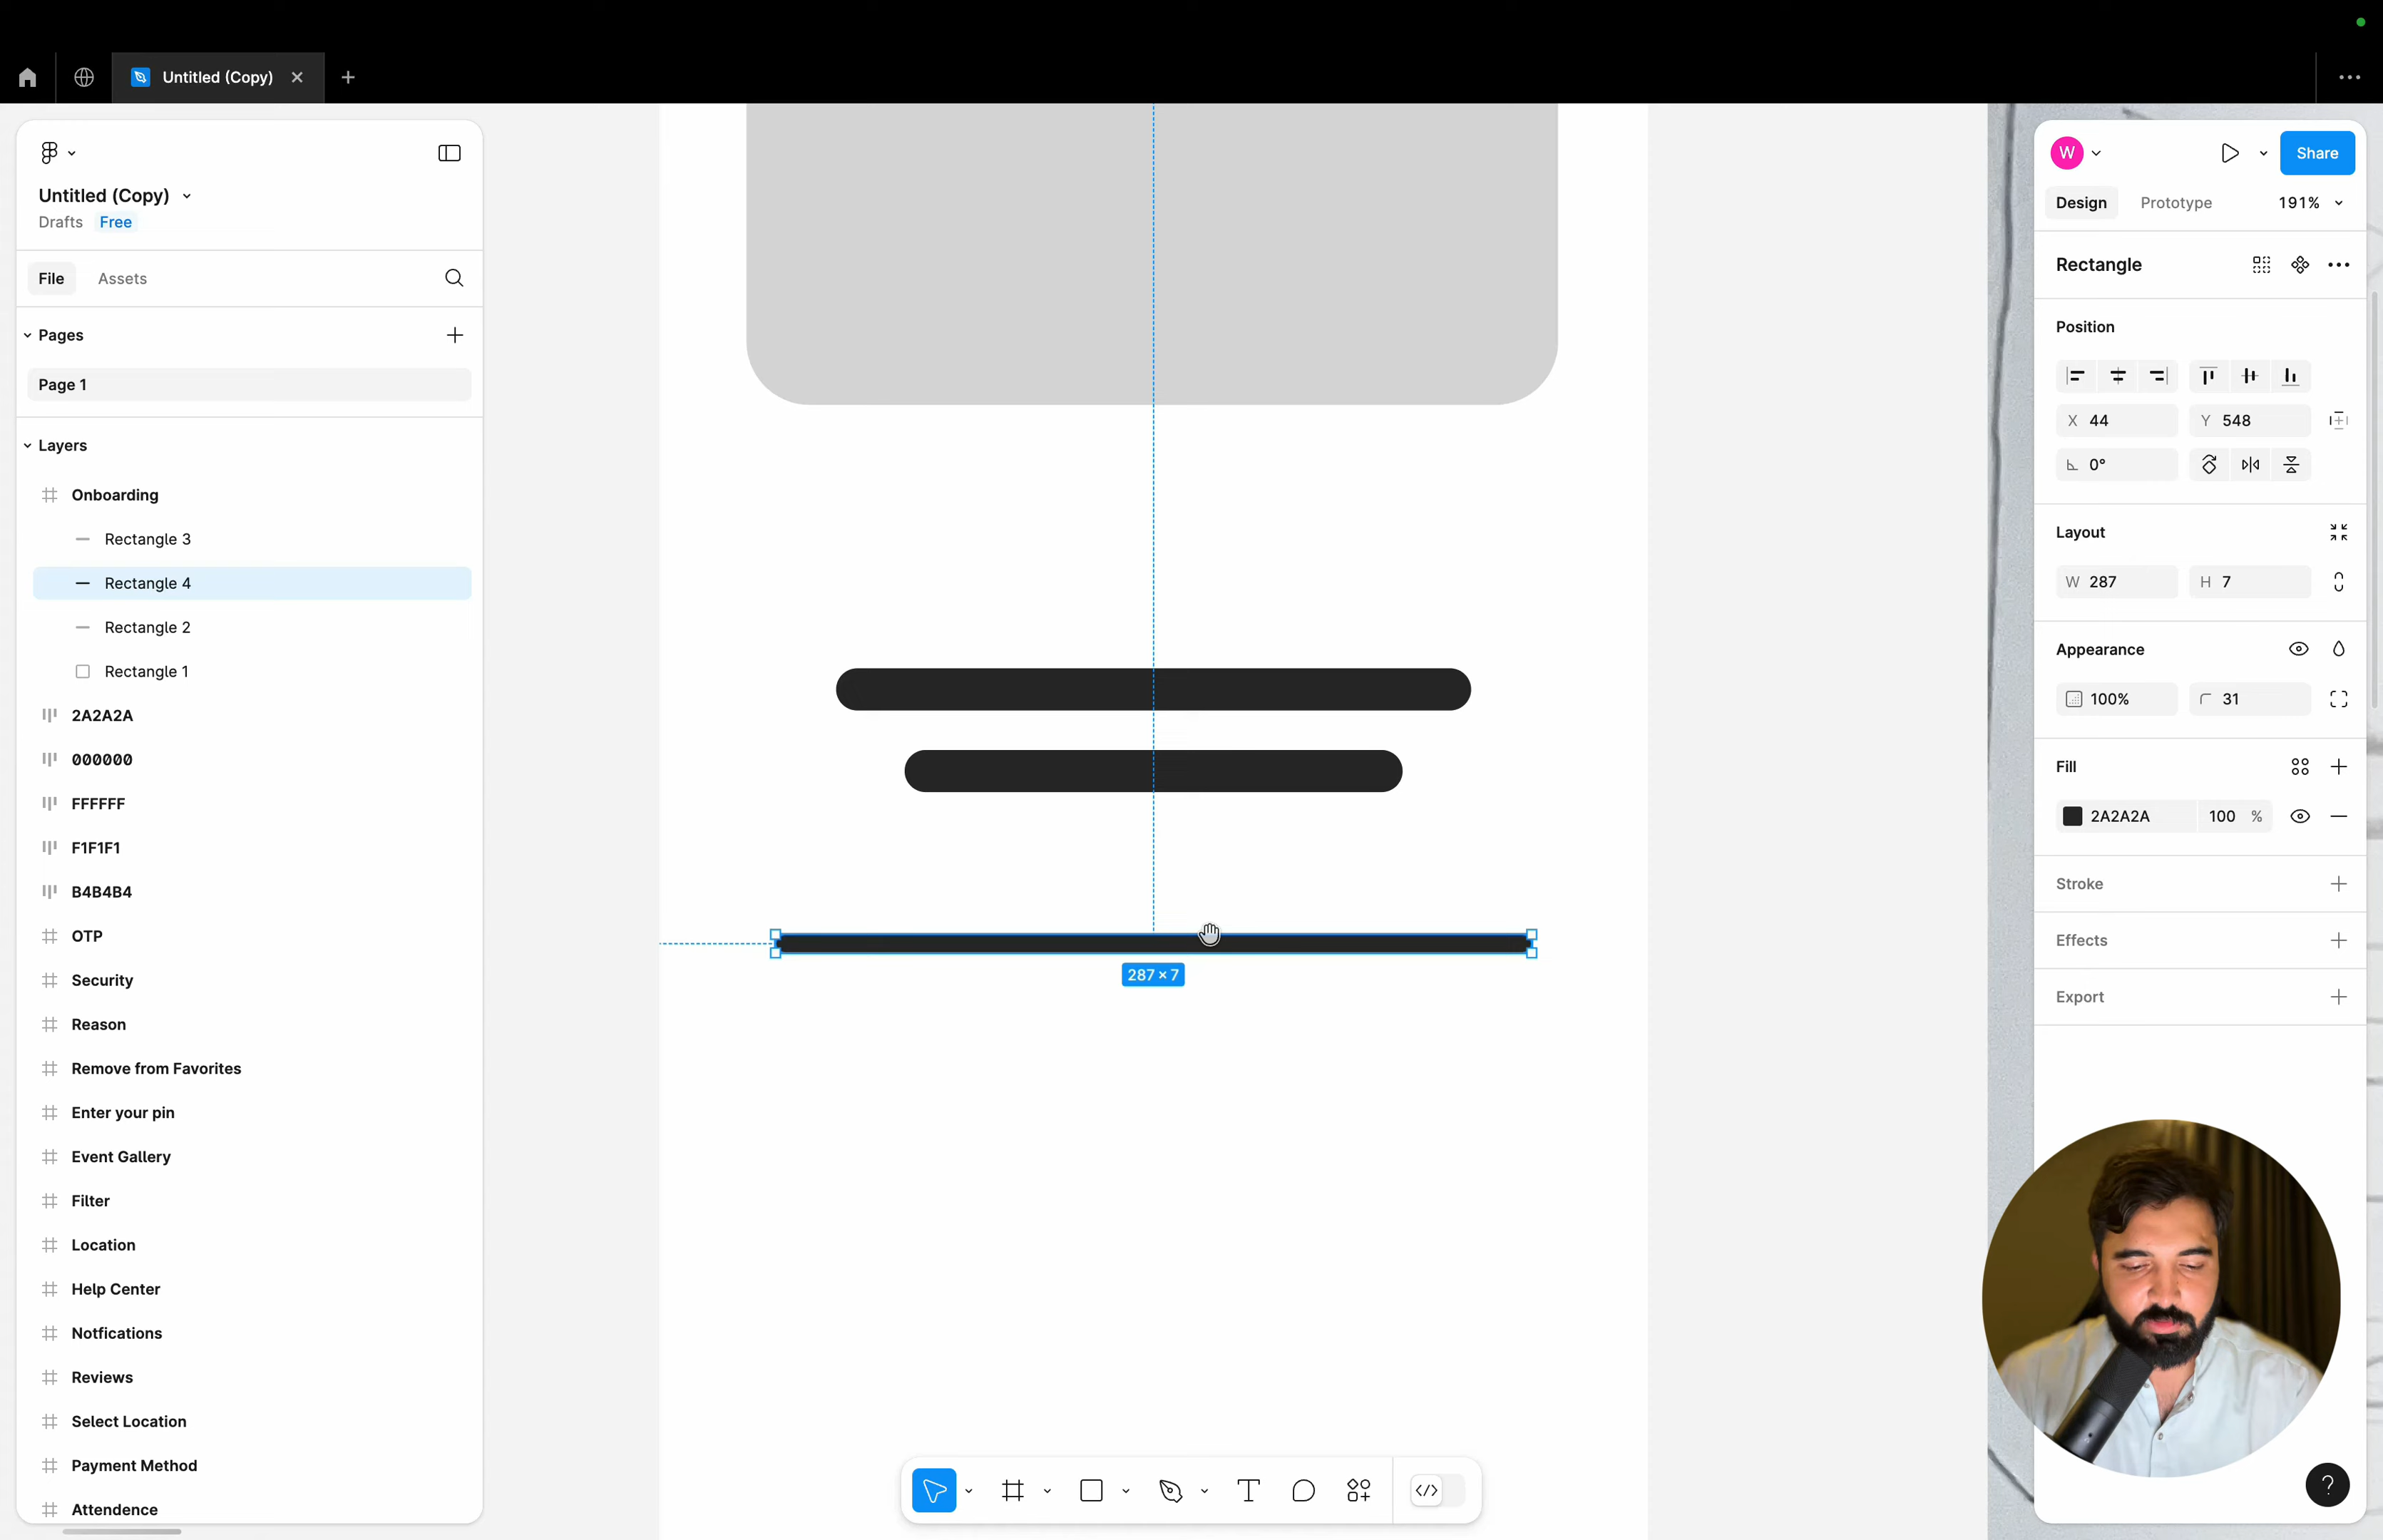 Untitled (Copy)
Untitled (Copy)
Drafts Free
File Assets
Pages
Page 1
Layers
Onboarding
Rectangle 3
Rectangle 4
Rectangle 2
Rectangle 1
2A2A2A
000000
FFFFFF
F1F1F1
B4B4B4
OTP
Security
Reason
Remove from Favorites
Enter your pin
Event Gallery
Filter
Location
Help Center
Notfications
Reviews
Select Location
Payment Method
Attendence
287 × 7
W
Share
Design Prototype 191%
Rectangle
Position
X 44 Y 548
0°
Layout
W 287 H 7
Appearance
100% 31
Fill
2A2A2A 100 %
Stroke
Effects
Export
?